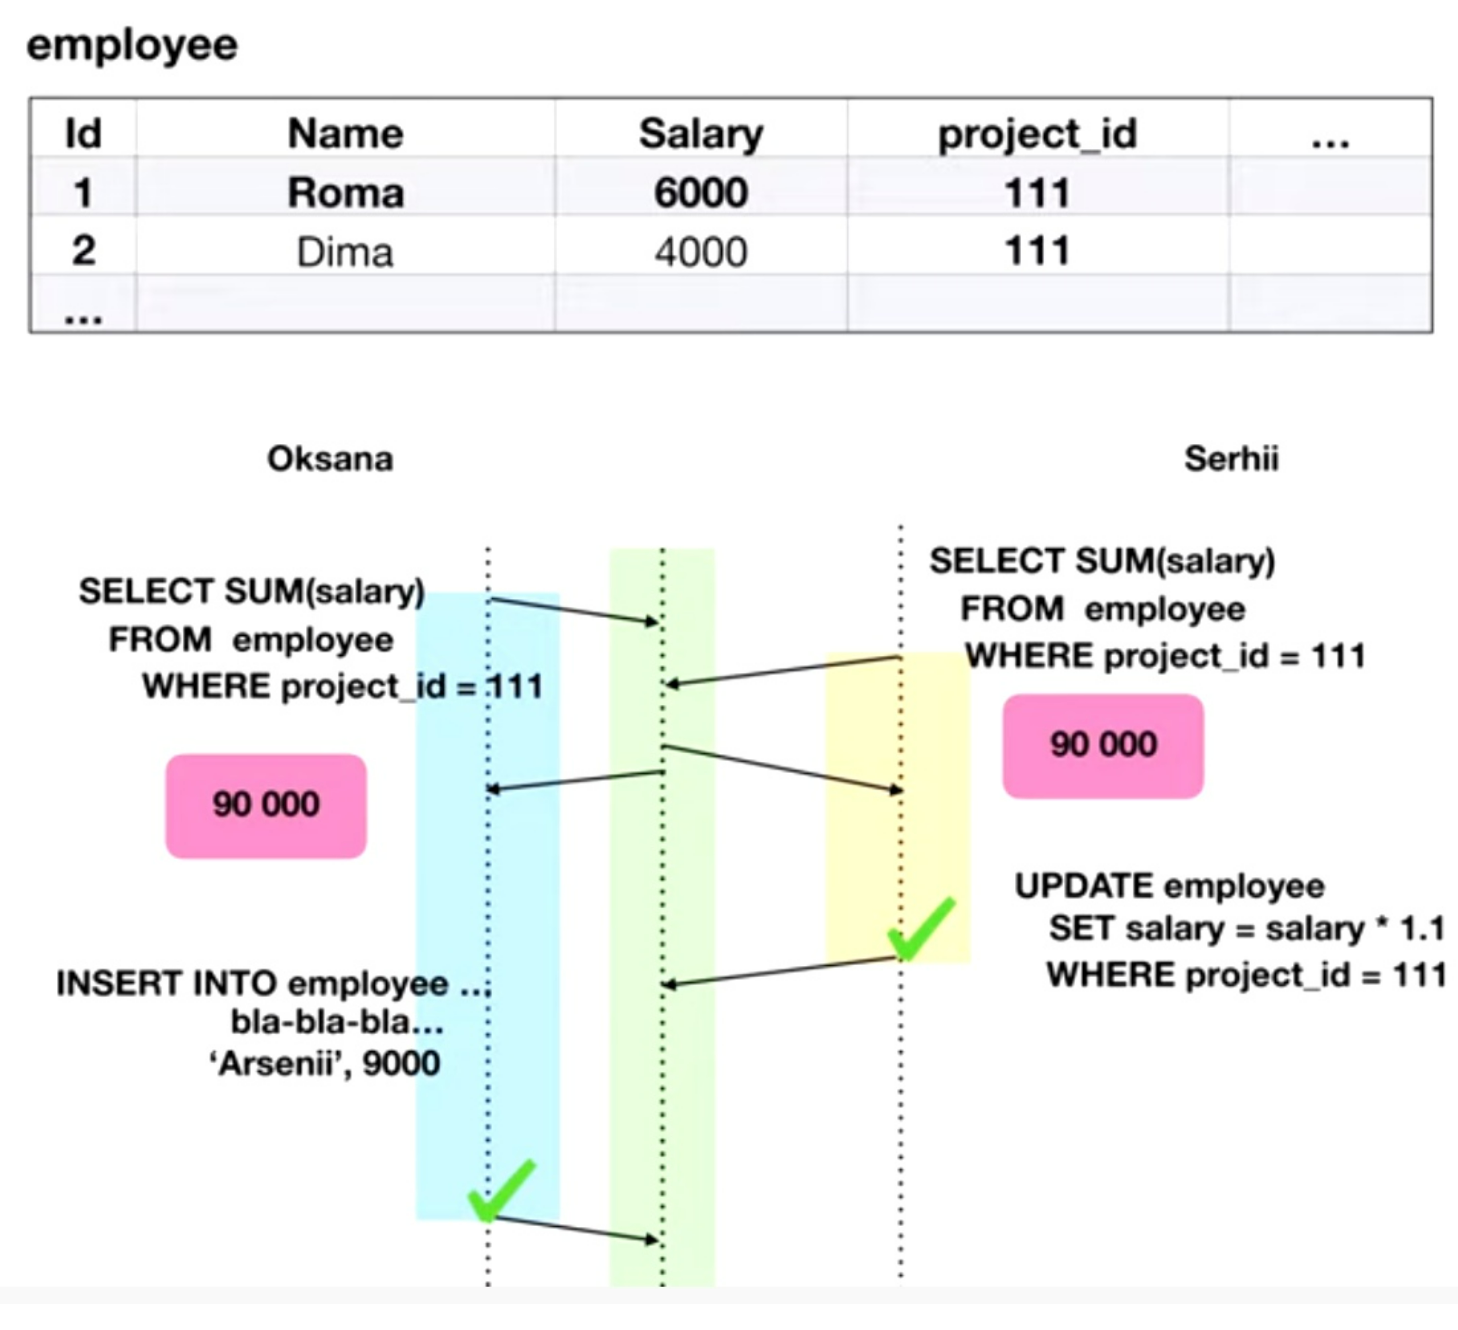 employee
Id Name Salary project_id ...
1 Roma 6000 111
2 Dima 4000 111
...
Oksana
Serhii
SELECT SUM(salary)
FROM employee
WHERE project_id = 111
90 000
SELECT SUM(salary)
FROM employee
WHERE project_id = 111
90 000
UPDATE employee
SET salary = salary * 1.1
WHERE project_id = 111
INSERT INTO employee ...
bla-bla-bla...
‘Arsenii’, 9000